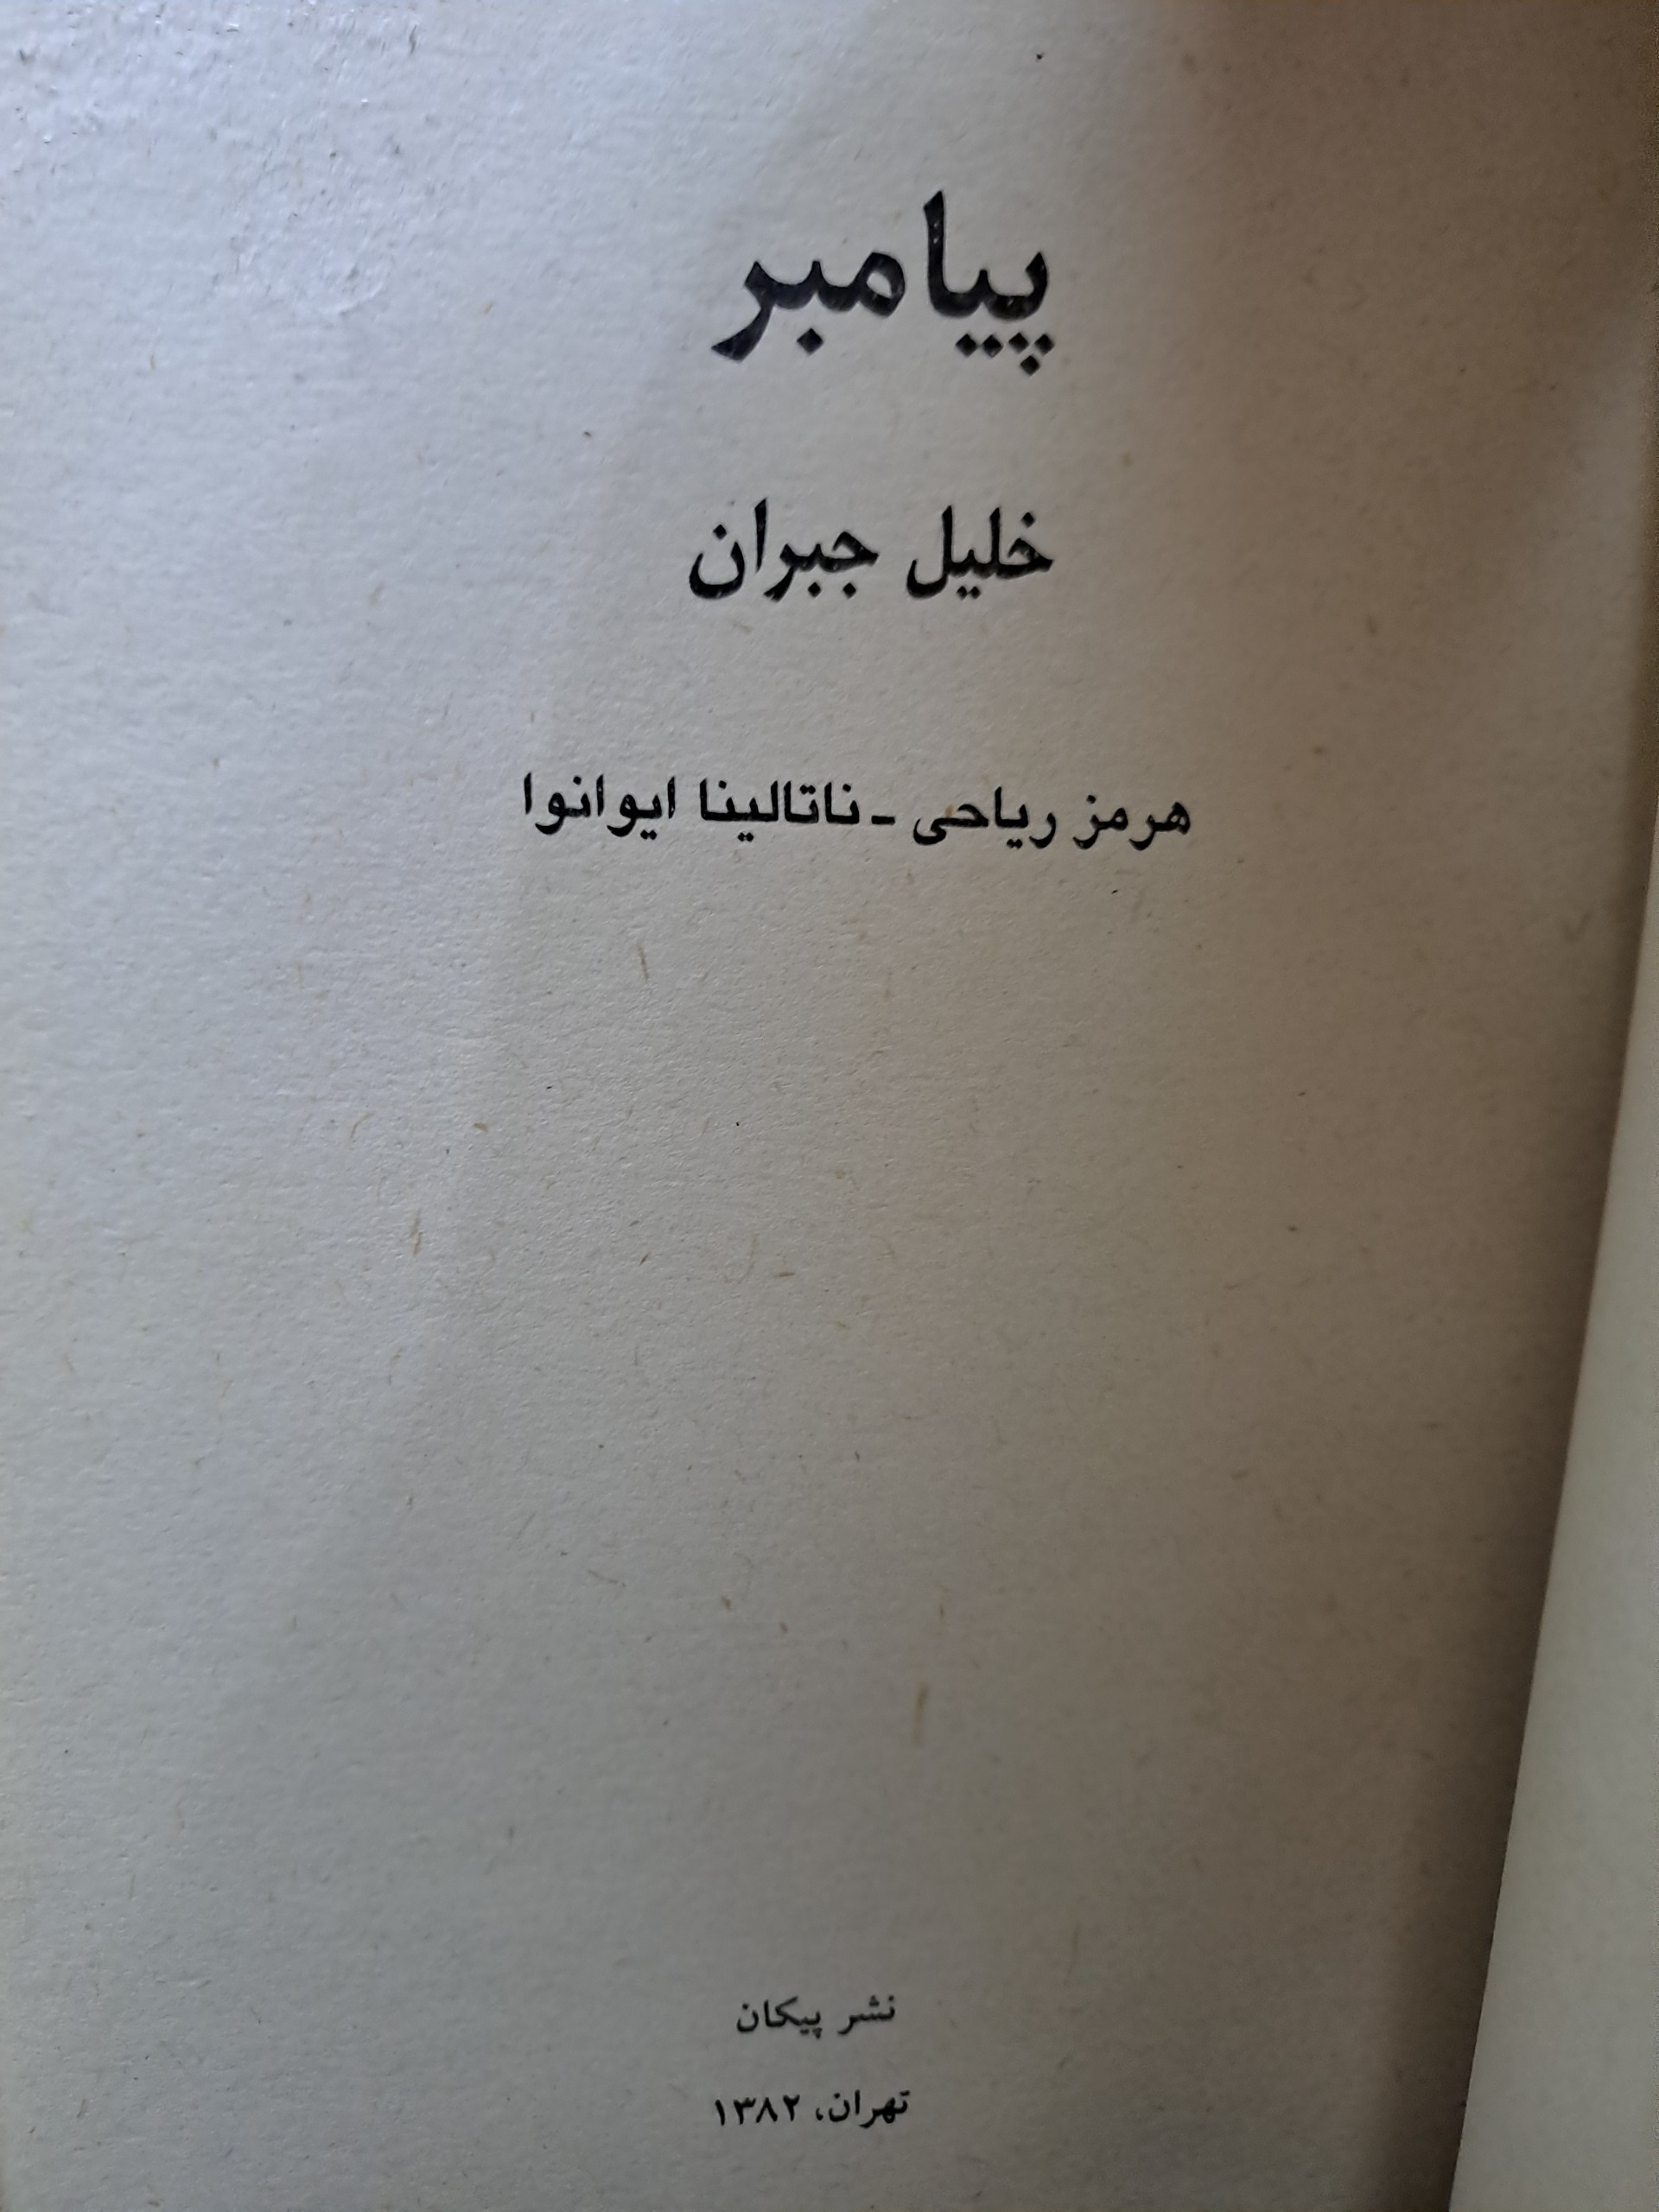 پیامبر
خلیل جبران
هرمز ریاحی ـ ناتالینا ایوانوا
نشر پیکان
تهران، ۱۳۸۲